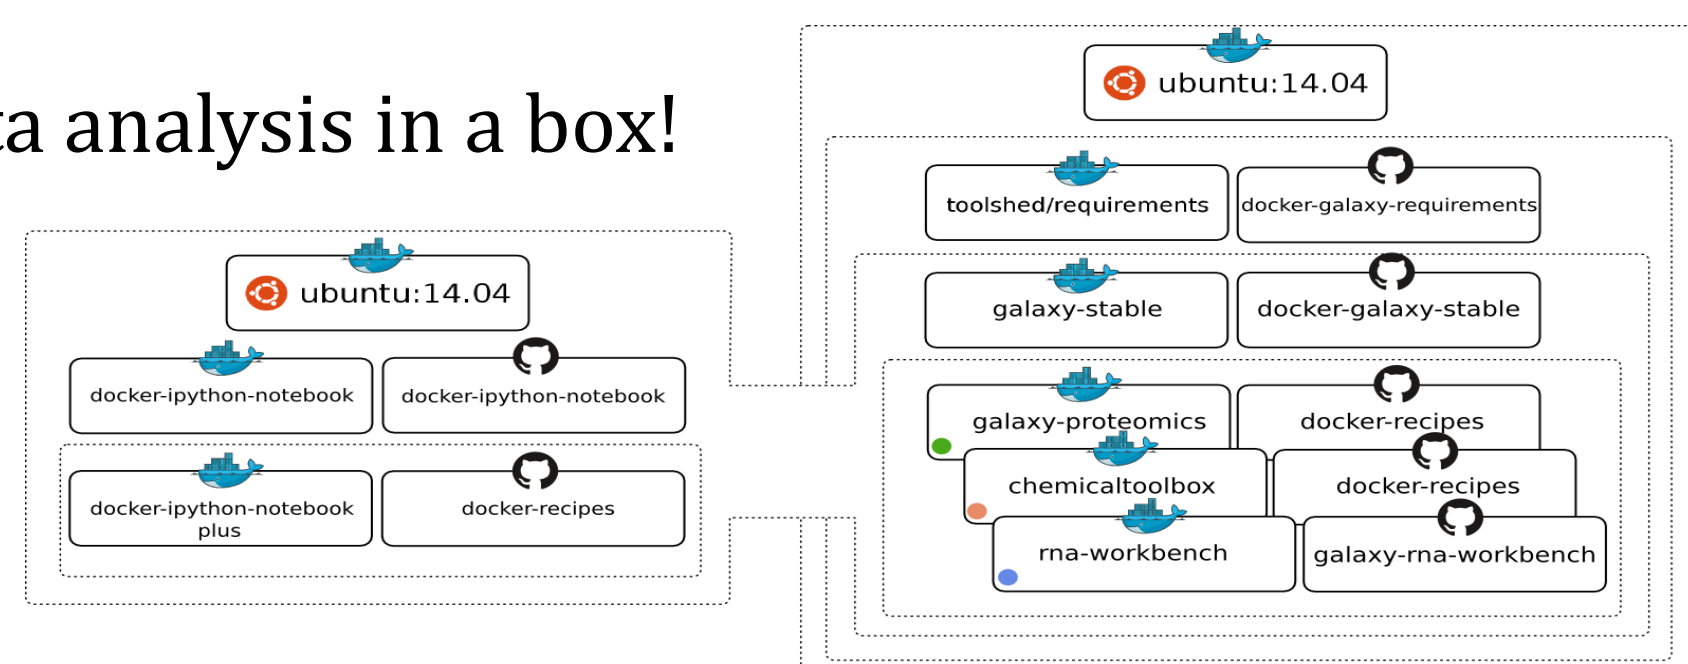 ta analysis in a box!
ubuntu:14.04
docker-ipython-notebook
docker-ipython-notebook
docker-ipython-notebook
plus
docker-recipes
ubuntu:14.04
toolshed/requirements
docker-galaxy-requirements
galaxy-stable
docker-galaxy-stable
galaxy-proteomics
docker-recipes
chemicaltoolbox
docker-recipes
rna-workbench
galaxy-rna-workbench